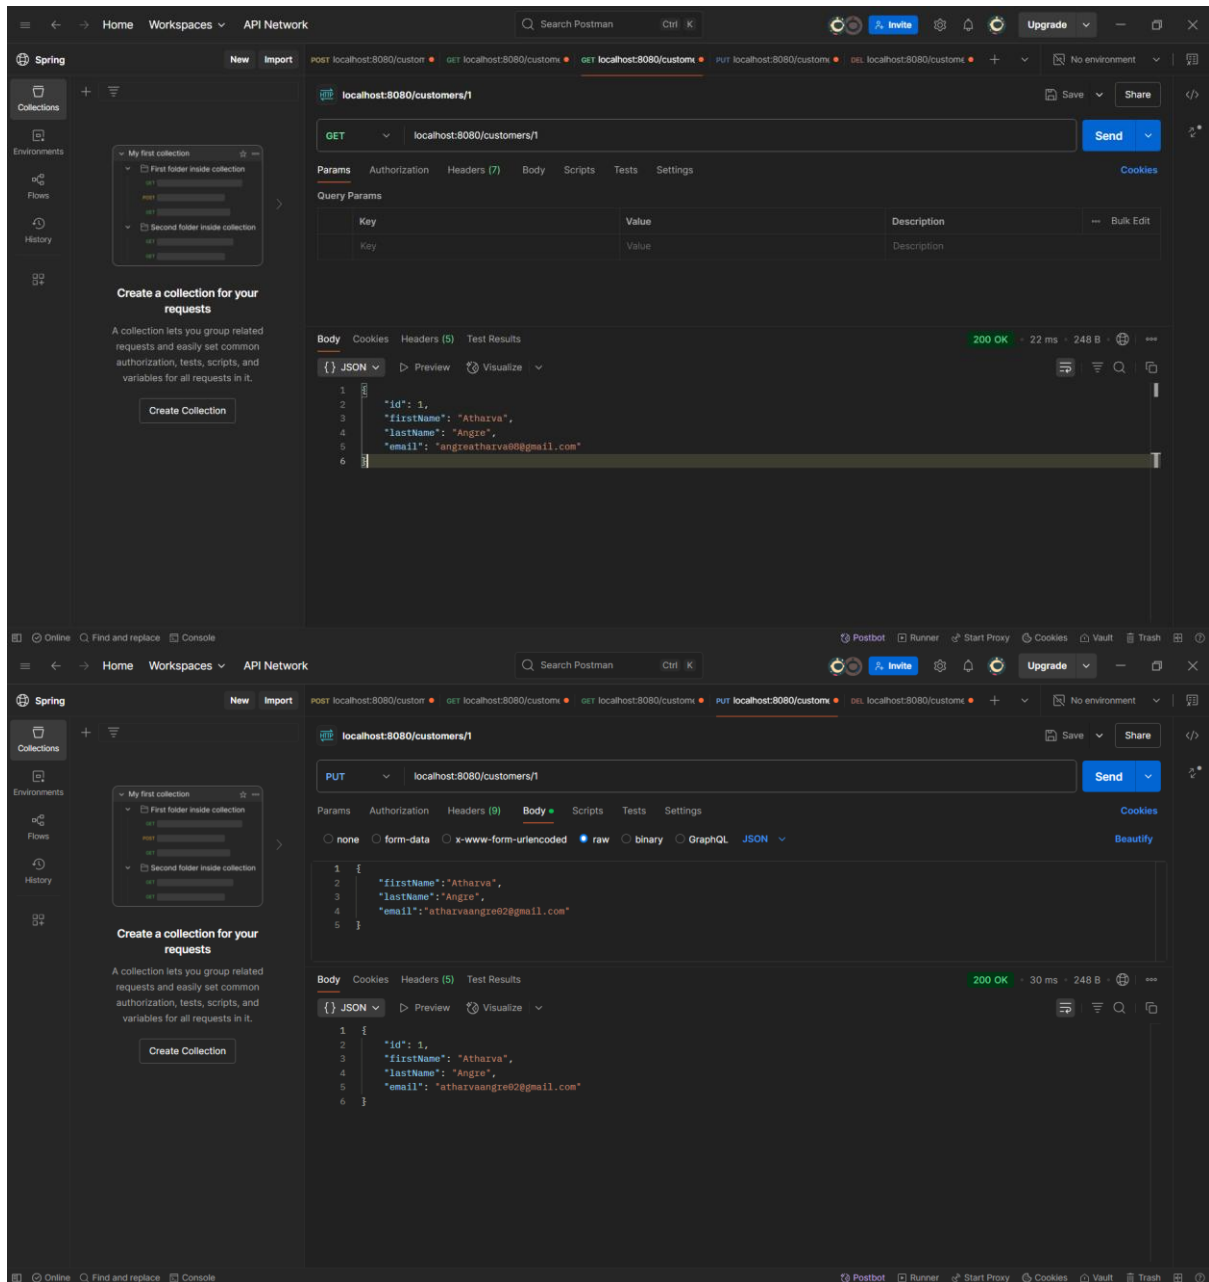 Home Workspaces API Network Search Postman Ctrl K Invite Upgrade
Spring New Import POST localhost:8080/custom GET localhost:8080/custome GET localhost:8080/custome PUT localhost:8080/custome DEL localhost:8080/custome No environment
Collections
Environments
Flows
History
My first collection
First folder inside collection
GET
POST
GET
Second folder inside collection
GET
GET
Create a collection for your
requests
A collection lets you group related
requests and easily set common
authorization, tests, scripts, and
variables for all requests in it.
Create Collection
HTTP localhost:8080/customers/1 Save Share
GET localhost:8080/customers/1 Send
Params Authorization Headers (7) Body Scripts Tests Settings Cookies
Query Params
Key Value Description Bulk Edit
Key Value Description
Body Cookies Headers (5) Test Results 200 OK 22 ms 248 B
{} JSON Preview Visualize
1 {
2 "id": 1,
3 "firstName": "Atharva",
4 "lastName": "Angre",
5 "email": "angreatharva08@gmail.com"
6 }
Online Find and replace Console Postbot Runner Start Proxy Cookies Vault Trash
Home Workspaces API Network Search Postman Ctrl K Invite Upgrade
Spring New Import POST localhost:8080/custom GET localhost:8080/custome GET localhost:8080/custome PUT localhost:8080/custome DEL localhost:8080/custome No environment
Collections
Environments
Flows
History
My first collection
First folder inside collection
GET
POST
GET
Second folder inside collection
GET
GET
Create a collection for your
requests
A collection lets you group related
requests and easily set common
authorization, tests, scripts, and
variables for all requests in it.
Create Collection
HTTP localhost:8080/customers/1 Save Share
PUT localhost:8080/customers/1 Send
Params Authorization Headers (9) Body Scripts Tests Settings Cookies
none form-data x-www-form-urlencoded raw binary GraphQL JSON Beautify
1 {
2 "firstName":"Atharva",
3 "lastName":"Angre",
4 "email":"atharvaangre02@gmail.com"
5 }
Body Cookies Headers (5) Test Results 200 OK 30 ms 248 B
{} JSON Preview Visualize
1 {
2 "id": 1,
3 "firstName": "Atharva",
4 "lastName": "Angre",
5 "email": "atharvaangre02@gmail.com"
6 }
Online Find and replace Console Postbot Runner Start Proxy Cookies Vault Trash